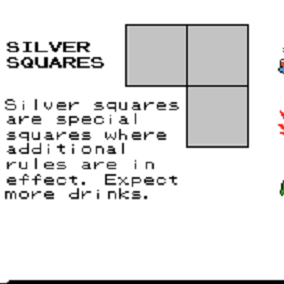 SILVER
SQUARES
Silver squares
are special
squares where
additional
rules are in
effect. Expect
more drinks.